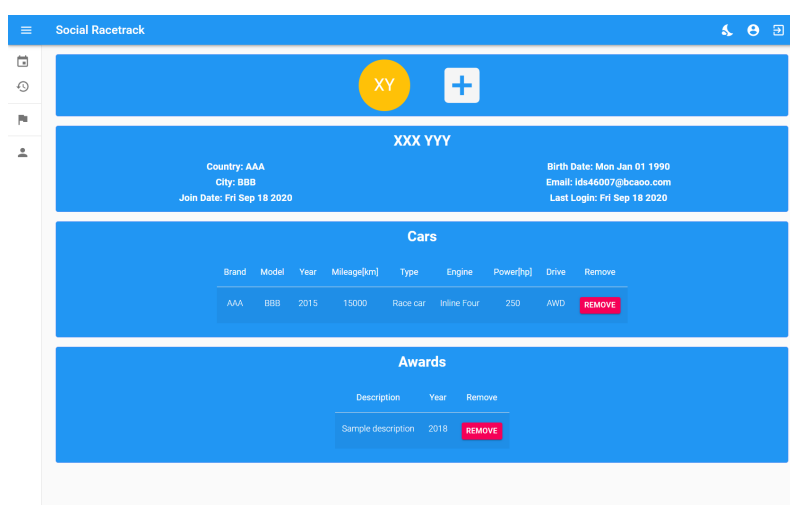 Social Racetrack
XY
XXX YYY
Country: AAA
Birth Date: Mon Jan 01 1990
City: BBB
Email: ids46007@bcaoo.com
Join Date: Fri Sep 18 2020
Last Login: Fri Sep 18 2020
Cars
Brand Model Year Mileage[km] Type Engine Power[hp] Drive Remove
AAA BBB 2015 15000 Race car Inline Four 250 AWD REMOVE
Awards
Description Year Remove
Sample description 2018 REMOVE